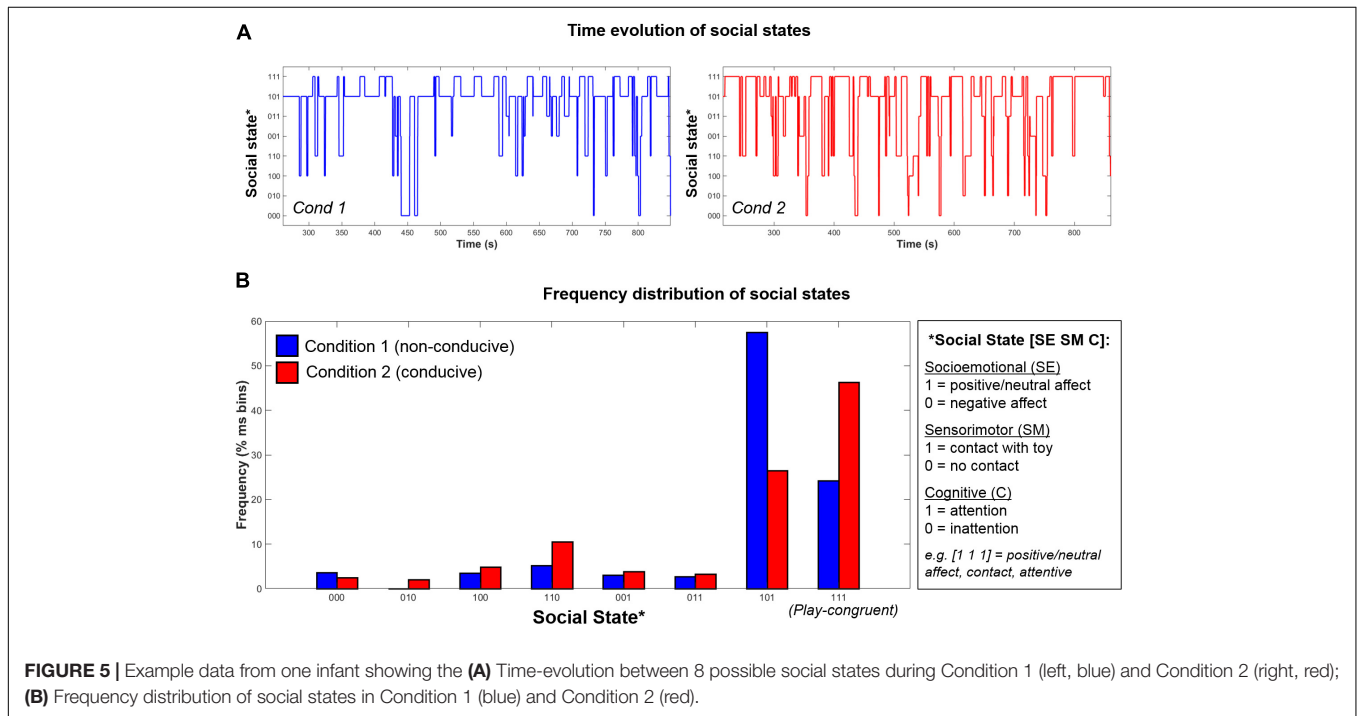 A
Time evolution of social states
Social state*
111
101
011
001
110
100
010
000
Cond 1
300 350 400 450 500 550 600 650 700 750 800
Time (s)
Social state*
111
101
011
001
110
100
010
000
Cond 2
300 400 500 600 700 800
Time (s)
B
Frequency distribution of social states
Frequency (% ms bins)
60
50
40
30
20
10
0
Condition 1 (non-conducive)
Condition 2 (conducive)
000 010 100 110 001 011 101 111
(Play-congruent)
Social State*
*Social State [SE SM C]:
Socioemotional (SE)
1 = positive/neutral affect
0 = negative affect
Sensorimotor (SM)
1 = contact with toy
0 = no contact
Cognitive (C)
1 = attention
0 = inattention
e.g. [1 1 1] = positive/neutral
affect, contact, attentive
FIGURE 5 | Example data from one infant showing the (A) Time-evolution between 8 possible social states during Condition 1 (left, blue) and Condition 2 (right, red);
(B) Frequency distribution of social states in Condition 1 (blue) and Condition 2 (red).